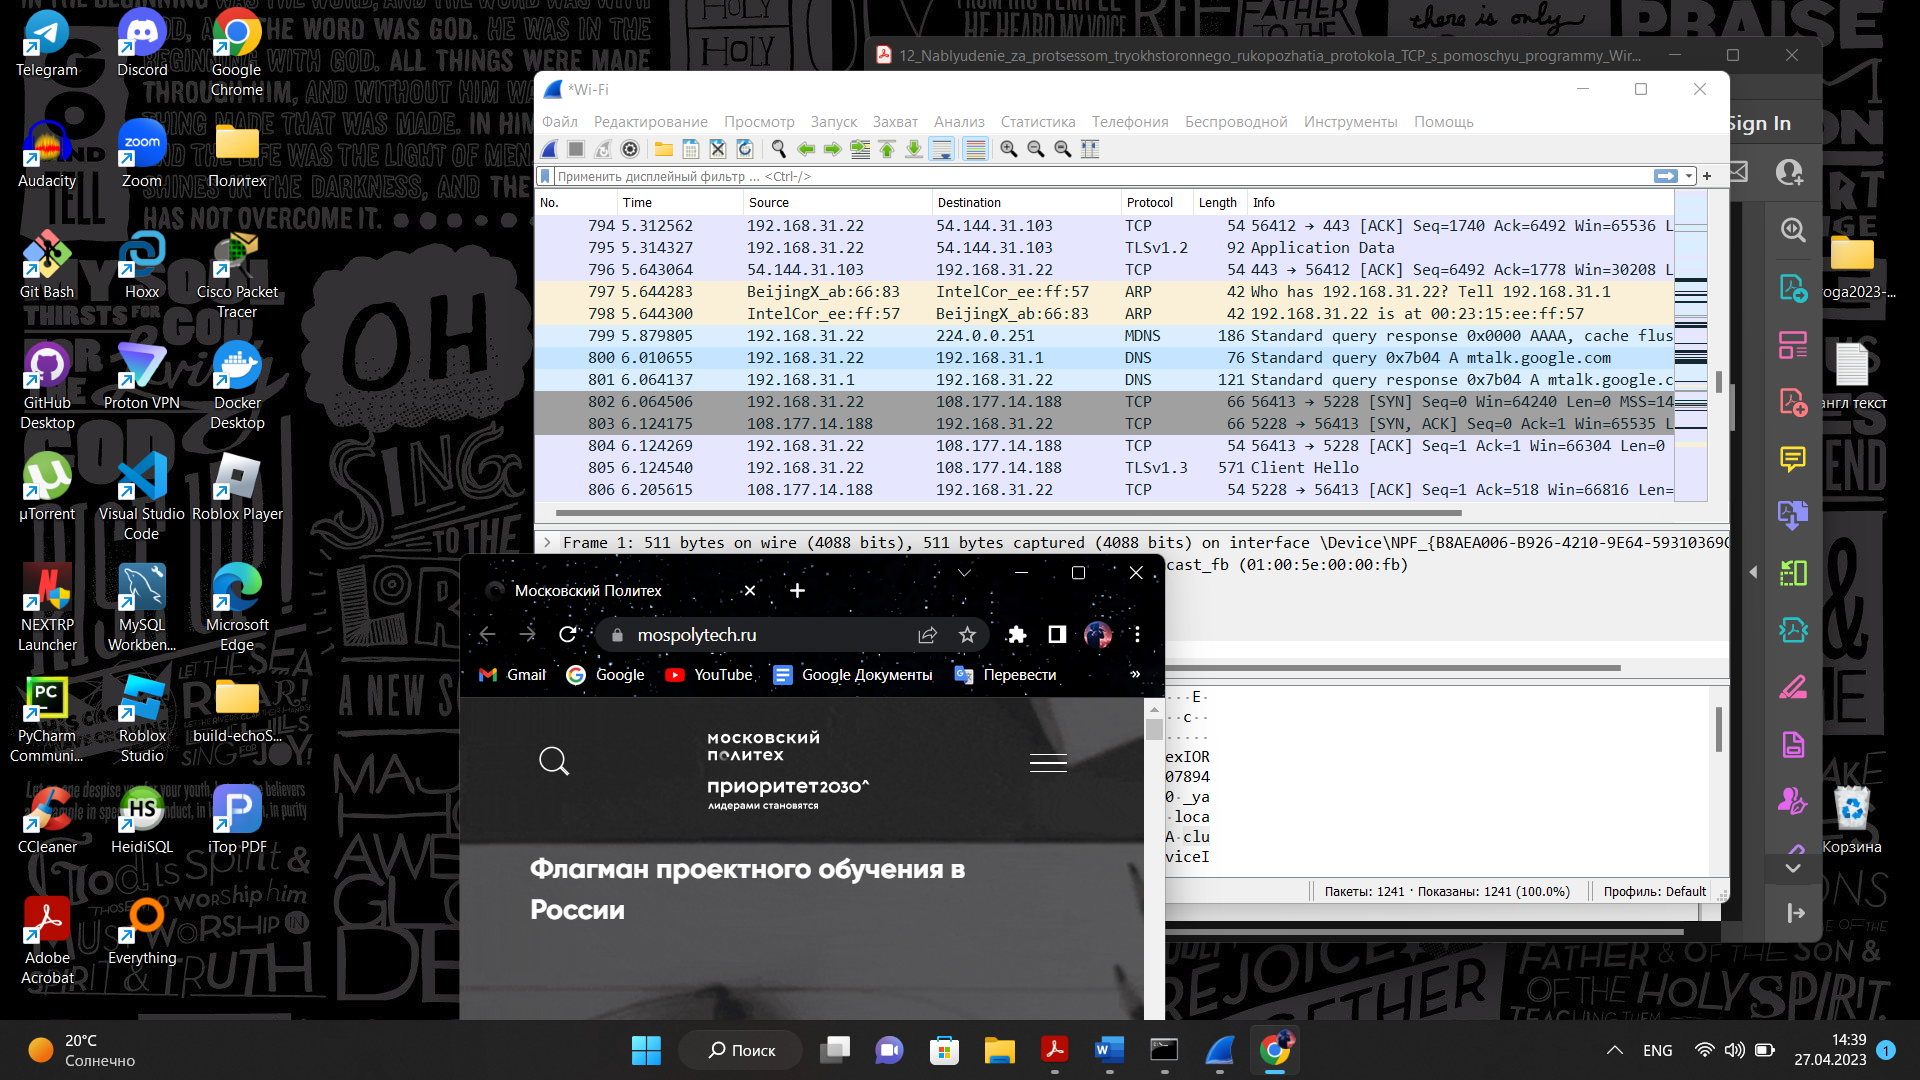 Telegram
Discord
Google Chrome
Audacity
Zoom
Политех
Git Bash
Hoxx
Cisco Packet Tracer
GitHub Desktop
Proton VPN
Docker Desktop
µTorrent
Visual Studio Code
Roblox Player
NEXTRP Launcher
MySQL Workben...
Microsoft Edge
PyCharm Communi...
Roblox Studio
build-echoS...
CCleaner
HeidiSQL
iTop PDF
Adobe Acrobat
Everything
12_Nablyudenie_za_protsessom_tryokhstoronnego_rukopozhatia_protokola_TCP_s_pomoschyu_programmy_Wir...
Sign In
*Wi-Fi
Файл Редактирование Просмотр Запуск Захват Анализ Статистика Телефония Беспроводной Инструменты Помощь
Применить дисплейный фильтр ... <Ctrl-/>
No. Time Source Destination Protocol Length Info
794 5.312562 192.168.31.22 54.144.31.103 TCP 54 56412 → 443 [ACK] Seq=1740 Ack=6492 Win=65536 L
795 5.314327 192.168.31.22 54.144.31.103 TLSv1.2 92 Application Data
796 5.643064 54.144.31.103 192.168.31.22 TCP 54 443 → 56412 [ACK] Seq=6492 Ack=1778 Win=30208 L
797 5.644283 BeijingX_ab:66:83 IntelCor_ee:ff:57 ARP 42 Who has 192.168.31.22? Tell 192.168.31.1
798 5.644300 IntelCor_ee:ff:57 BeijingX_ab:66:83 ARP 42 192.168.31.22 is at 00:23:15:ee:ff:57
799 5.879805 192.168.31.22 224.0.0.251 MDNS 186 Standard query response 0x0000 AAAA, cache flus
800 6.010655 192.168.31.22 192.168.31.1 DNS 76 Standard query 0x7b04 A mtalk.google.com
801 6.064137 192.168.31.1 192.168.31.22 DNS 121 Standard query response 0x7b04 A mtalk.google.c
802 6.064506 192.168.31.22 108.177.14.188 TCP 66 56413 → 5228 [SYN] Seq=0 Win=64240 Len=0 MSS=14
803 6.124175 108.177.14.188 192.168.31.22 TCP 66 5228 → 56413 [SYN, ACK] Seq=0 Ack=1 Win=65535 L
804 6.124269 192.168.31.22 108.177.14.188 TCP 54 56413 → 5228 [ACK] Seq=1 Ack=1 Win=66304 Len=0
805 6.124540 192.168.31.22 108.177.14.188 TLSv1.3 571 Client Hello
806 6.205615 108.177.14.188 192.168.31.22 TCP 54 5228 → 56413 [ACK] Seq=1 Ack=518 Win=66816 Len=
Frame 1: 511 bytes on wire (4088 bits), 511 bytes captured (4088 bits) on interface \Device\NPF_{B8AEA006-B926-4210-9E64-59310369
cast_fb (01:00:5e:00:00:fb)
···E·
·c··
·····
exIOR
07894
0·_ya
·loca
A·clu
viceI
Пакеты: 1241 · Показаны: 1241 (100.0%)
Профиль: Default
Московский Политех
mospolytech.ru
Gmail Google YouTube Google Документы Перевести »
московский
политех
приоритет2030^
лидерами становятся
Флагман проектного обучения в
России
roga2023-...
нгл текст
Корзина
20°C
Солнечно
Поиск
ENG
14:39
27.04.2023
1